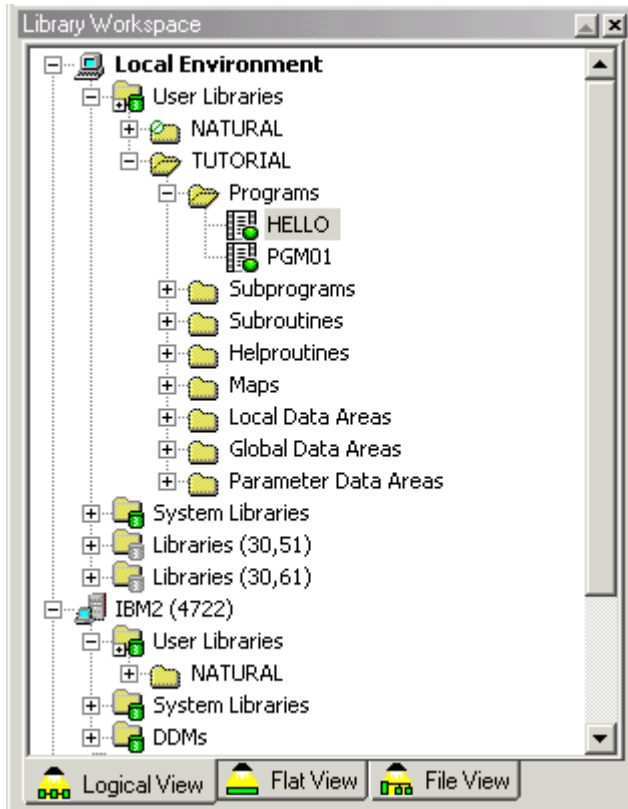 Library Workspace
Local Environment
User Libraries
NATURAL
TUTORIAL
Programs
HELLO
PGM01
Subprograms
Subroutines
Helproutines
Maps
Local Data Areas
Global Data Areas
Parameter Data Areas
System Libraries
Libraries (30,51)
Libraries (30,61)
IBM2 (4722)
User Libraries
NATURAL
System Libraries
DDMs
Logical View Flat View File View